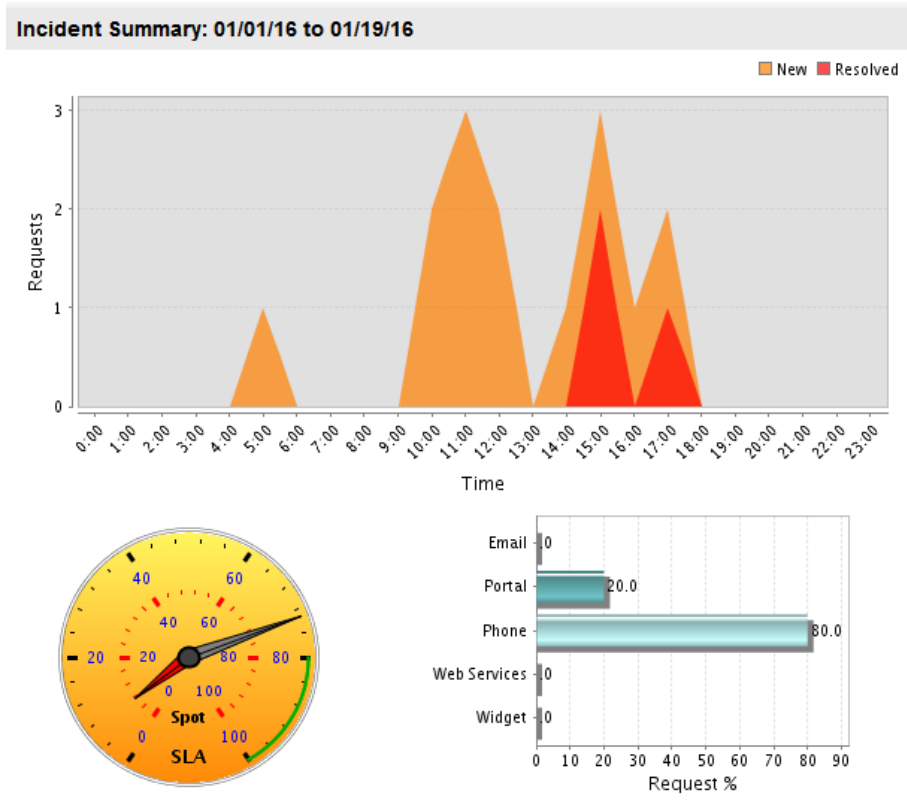 Incident Summary: 01/01/16 to 01/19/16
New Resolved
3
2
1
0
Requests
0:00 1:00 2:00 3:00 4:00 5:00 6:00 7:00 8:00 9:00 10:00 11:00 12:00 13:00 14:00 15:00 16:00 17:00 18:00 19:00 20:00 21:00 22:00 23:00
Time
40 60
40 60
20 20 80 80
0 100
Spot
0 100
SLA
Email .0
Portal 20.0
Phone 80.0
Web Services .0
Widget .0
0 10 20 30 40 50 60 70 80 90
Request %